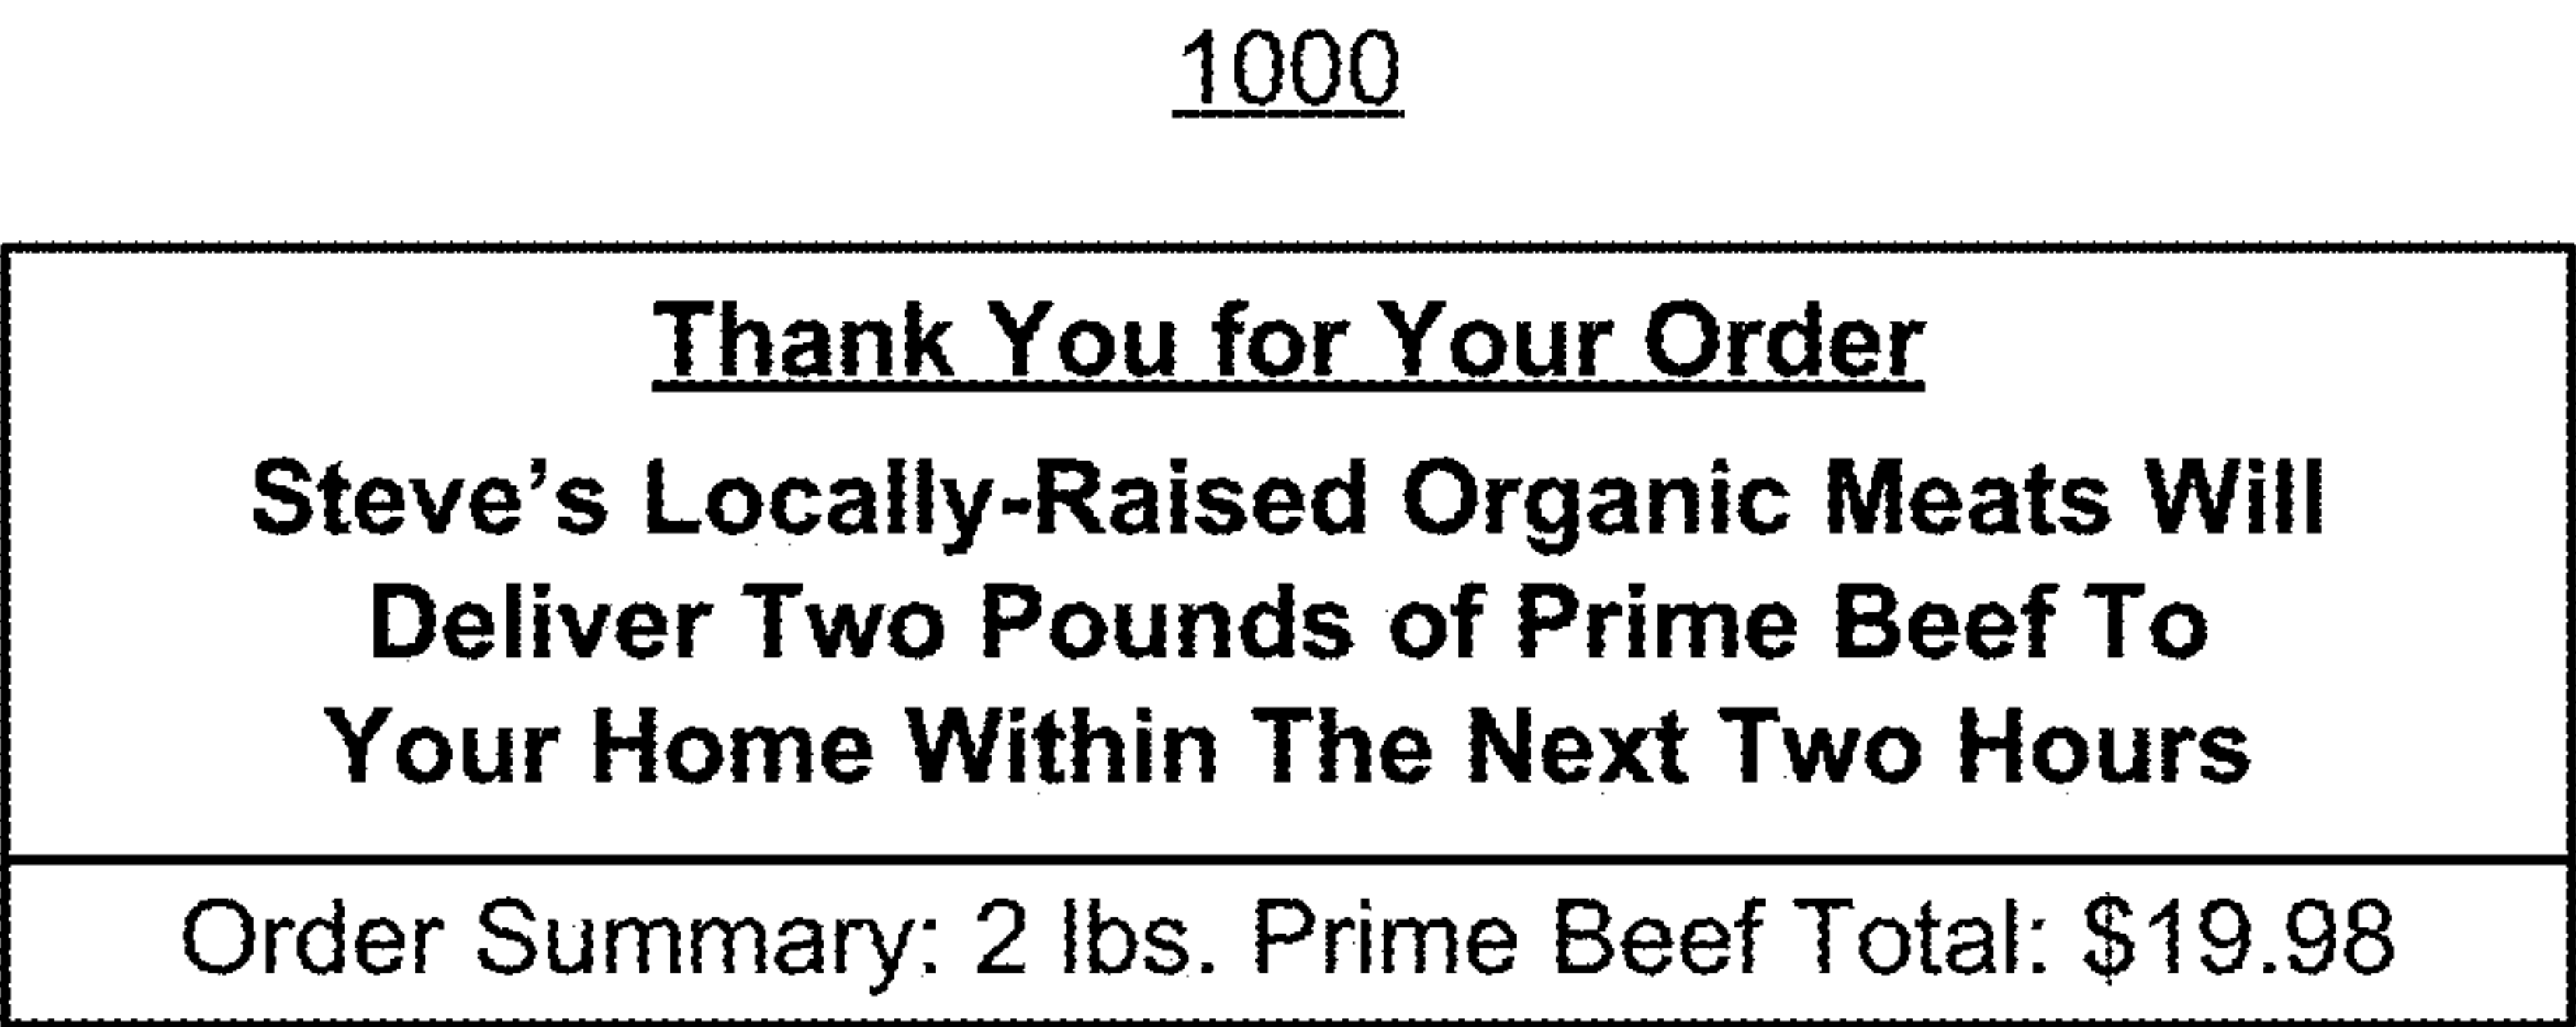 1000
Thank You for Your Order
Steve's Locally-Raised Organic Meats Will
Deliver Two Pounds of Prime Beef To
Your Home Within The Next Two Hours
Order Summary: 2 lbs. Prime Beef Total: $19.98